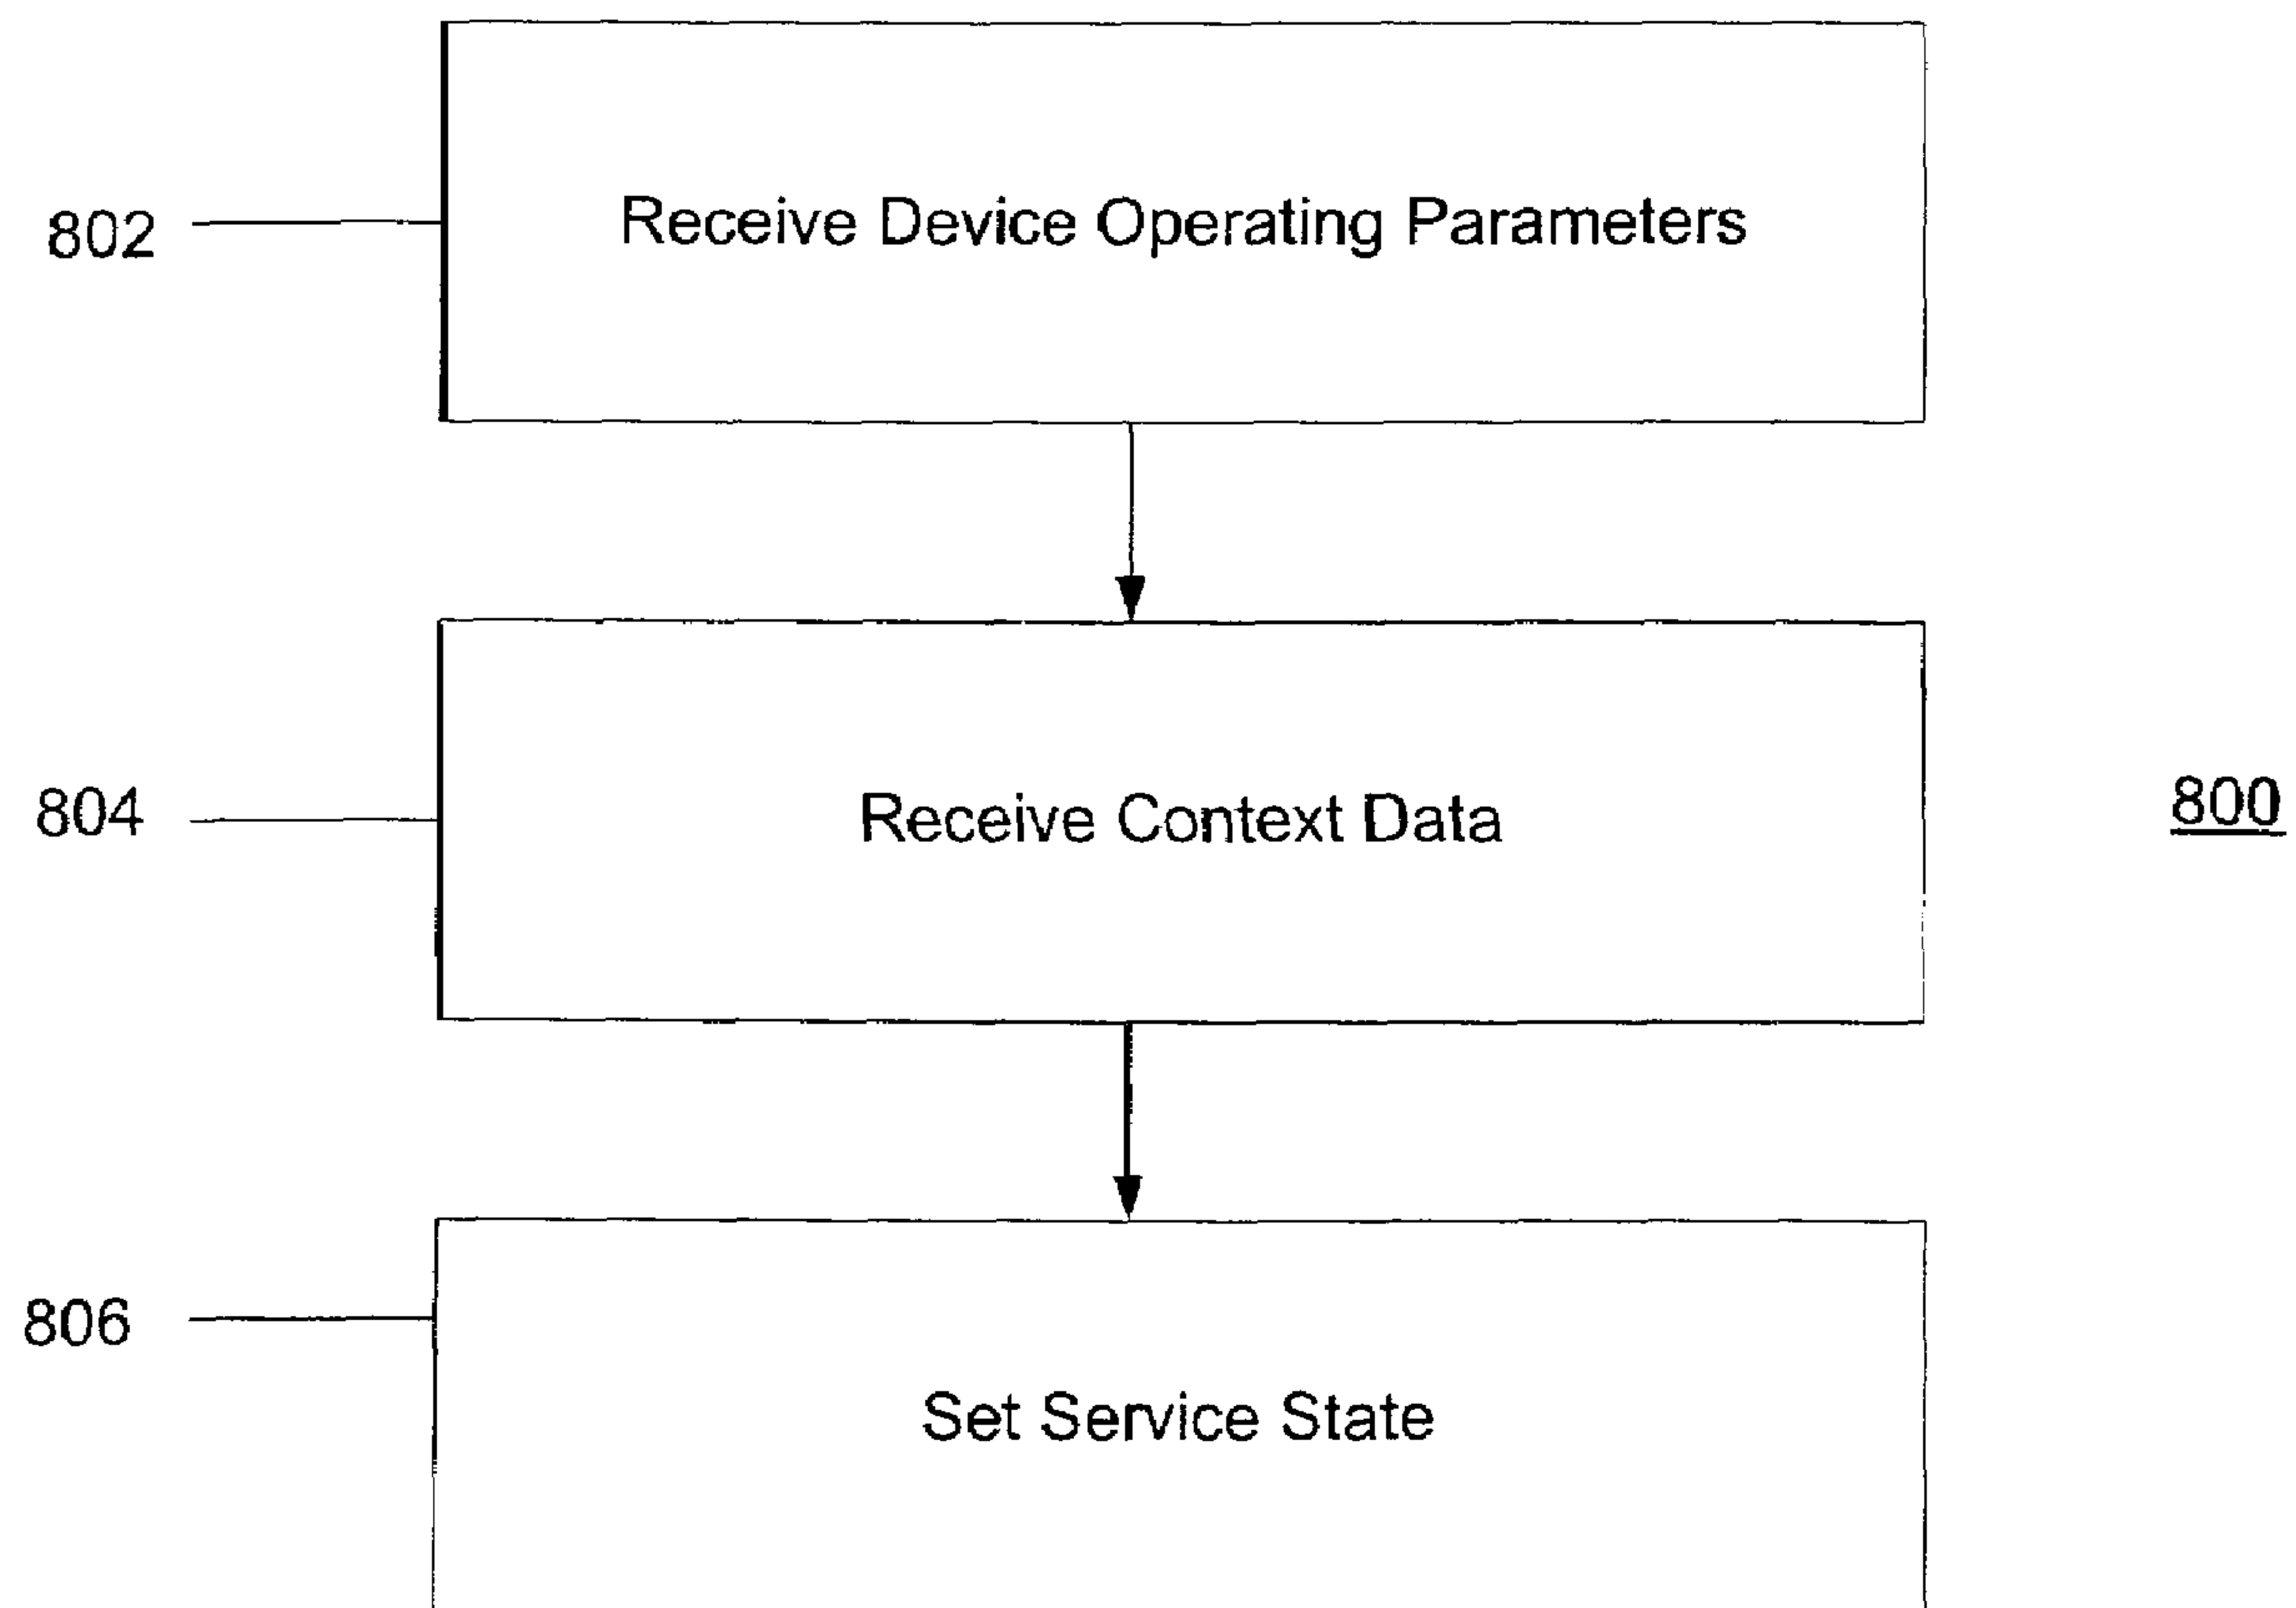 802
Receive Device Operating Parameters
804
Receive Context Data
800
806
Set Service State